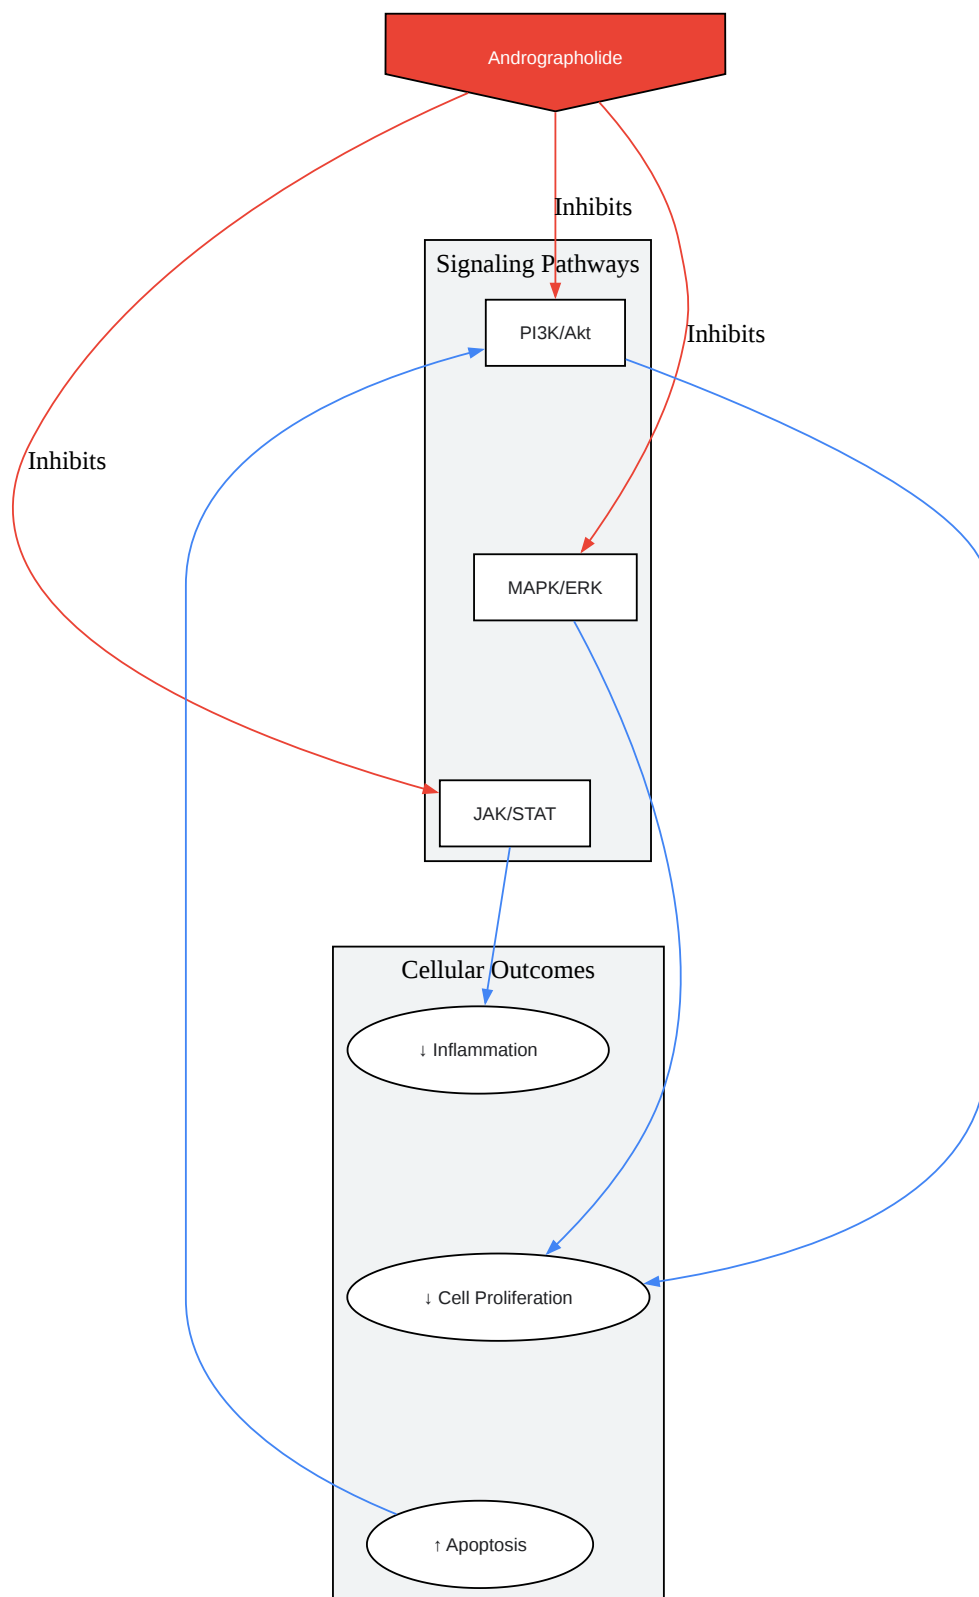 Andrographolide
Inhibits
Signaling Pathways
PI3K/Akt
Inhibits
Inhibits
MAPK/ERK
JAK/STAT
Cellular Outcomes
↓ Inflammation
↓ Cell Proliferation
↑ Apoptosis